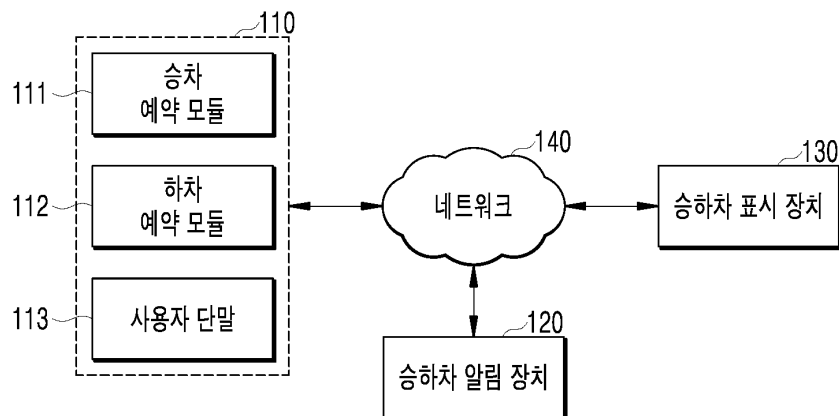 110
111
승차
예약 모듈
112
하차
예약 모듈
113
사용자 단말
140
네트워크
130
승하차 표시 장치
120
승하차 알림 장치